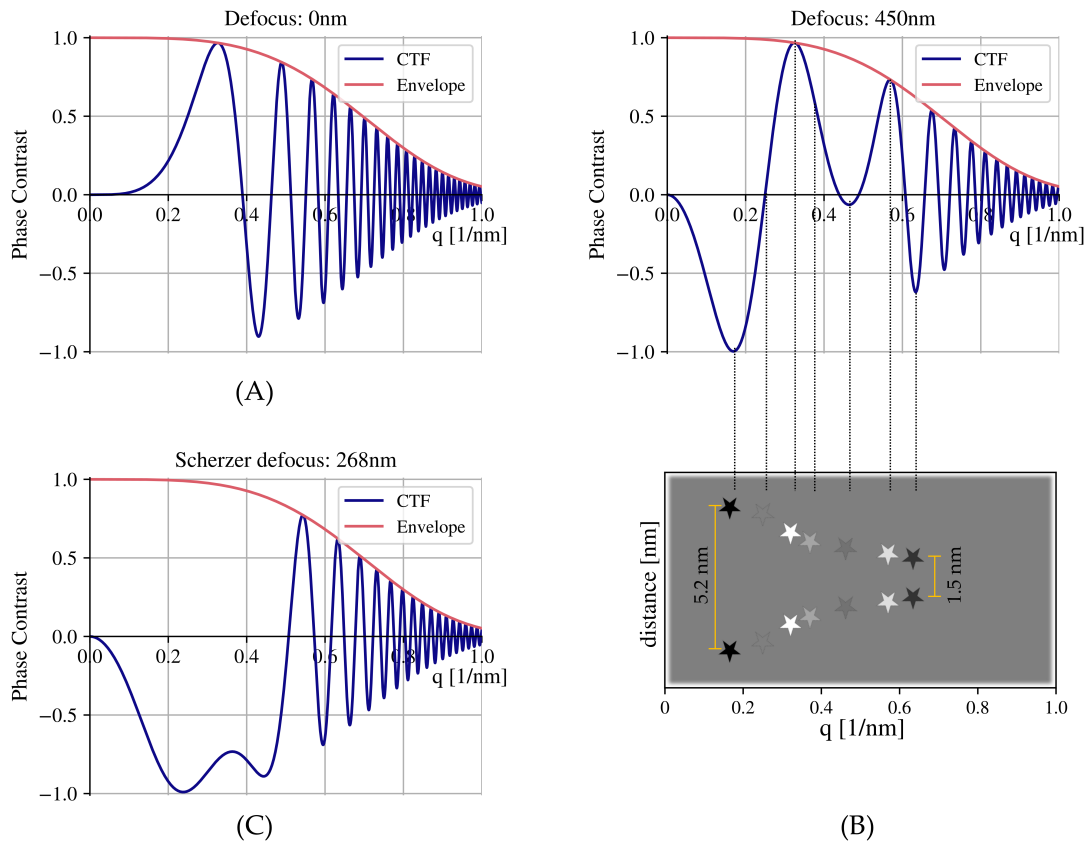 Defocus: 0nm
1.0
0.5
0.0
−0.5
−1.0
Phase Contrast
0.0
0.2
0.4
0.6
0.8
1.0
q [1/nm]
CTF
Envelope
(A)
Defocus: 450nm
1.0
0.5
0.0
−0.5
−1.0
Phase Contrast
0.0
0.2
0.4
0.6
0.8
1.0
q [1/nm]
CTF
Envelope
Scherzer defocus: 268nm
1.0
0.5
0.0
−0.5
−1.0
Phase Contrast
0.0
0.2
0.4
0.6
0.8
1.0
q [1/nm]
CTF
Envelope
(C)
distance [nm]
5.2 nm
1.5 nm
0
0.2
0.4
0.6
0.8
1.0
q [1/nm]
(B)